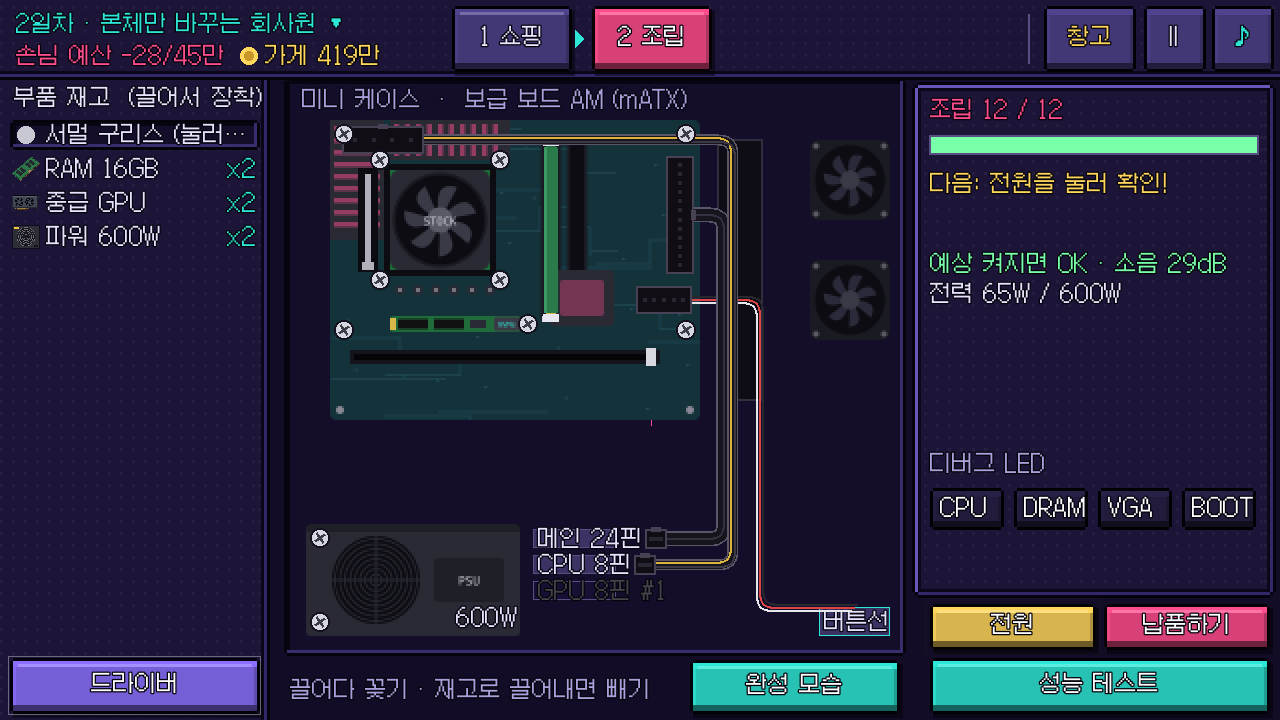 2일차 · 본체만 바꾸는 회사원 ▼
손님 예산 -28/45만 가게 419만
1 쇼핑
2 조립
창고
부품 재고 (끌어서 장착)
서멀 구리스 (눌러…
RAM 16GB x2
중급 GPU x2
파워 600W x2
드라이버
미니 케이스 · 보급 보드 AM (mATX)
STOCK
메인 24핀
CPU 8핀
GPU 8핀 #1
PSU
600W
버튼선
끌어다 꽂기 · 재고로 끌어내면 빼기
완성 모습
조립 12 / 12
다음: 전원을 눌러 확인!
예상 켜지면 OK · 소음 29dB
전력 65W / 600W
디버그 LED
CPU DRAM VGA BOOT
전원
납품하기
성능 테스트